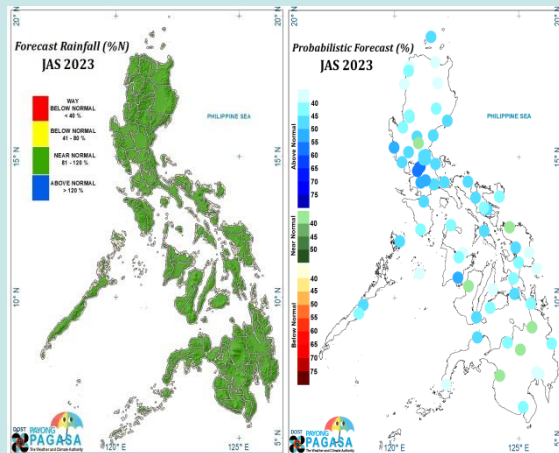 Forecast Rainfall (%N)
JAS 2023
WAY
BELOW NORMAL
< 40 %
BELOW NORMAL
41 - 80 %
NEAR NORMAL
81 - 120 %
ABOVE NORMAL
> 120 %
PHILIPPINE SEA
20° N
15° N
10° N
5° N
120° E
125° E
DOST
PAYONG
PAGASA
The Weather and Climate Authority
Probabilistic Forecast (%)
JAS 2023
Above Normal
40
45
50
55
60
65
70
75
Near Normal
40
45
50
Below Normal
40
45
50
55
60
65
70
75
PHILIPPINE SEA
20° N
15° N
10° N
5° N
120° E
125° E
DOST
PAYONG
PAGASA
The Weather and Climate Authority